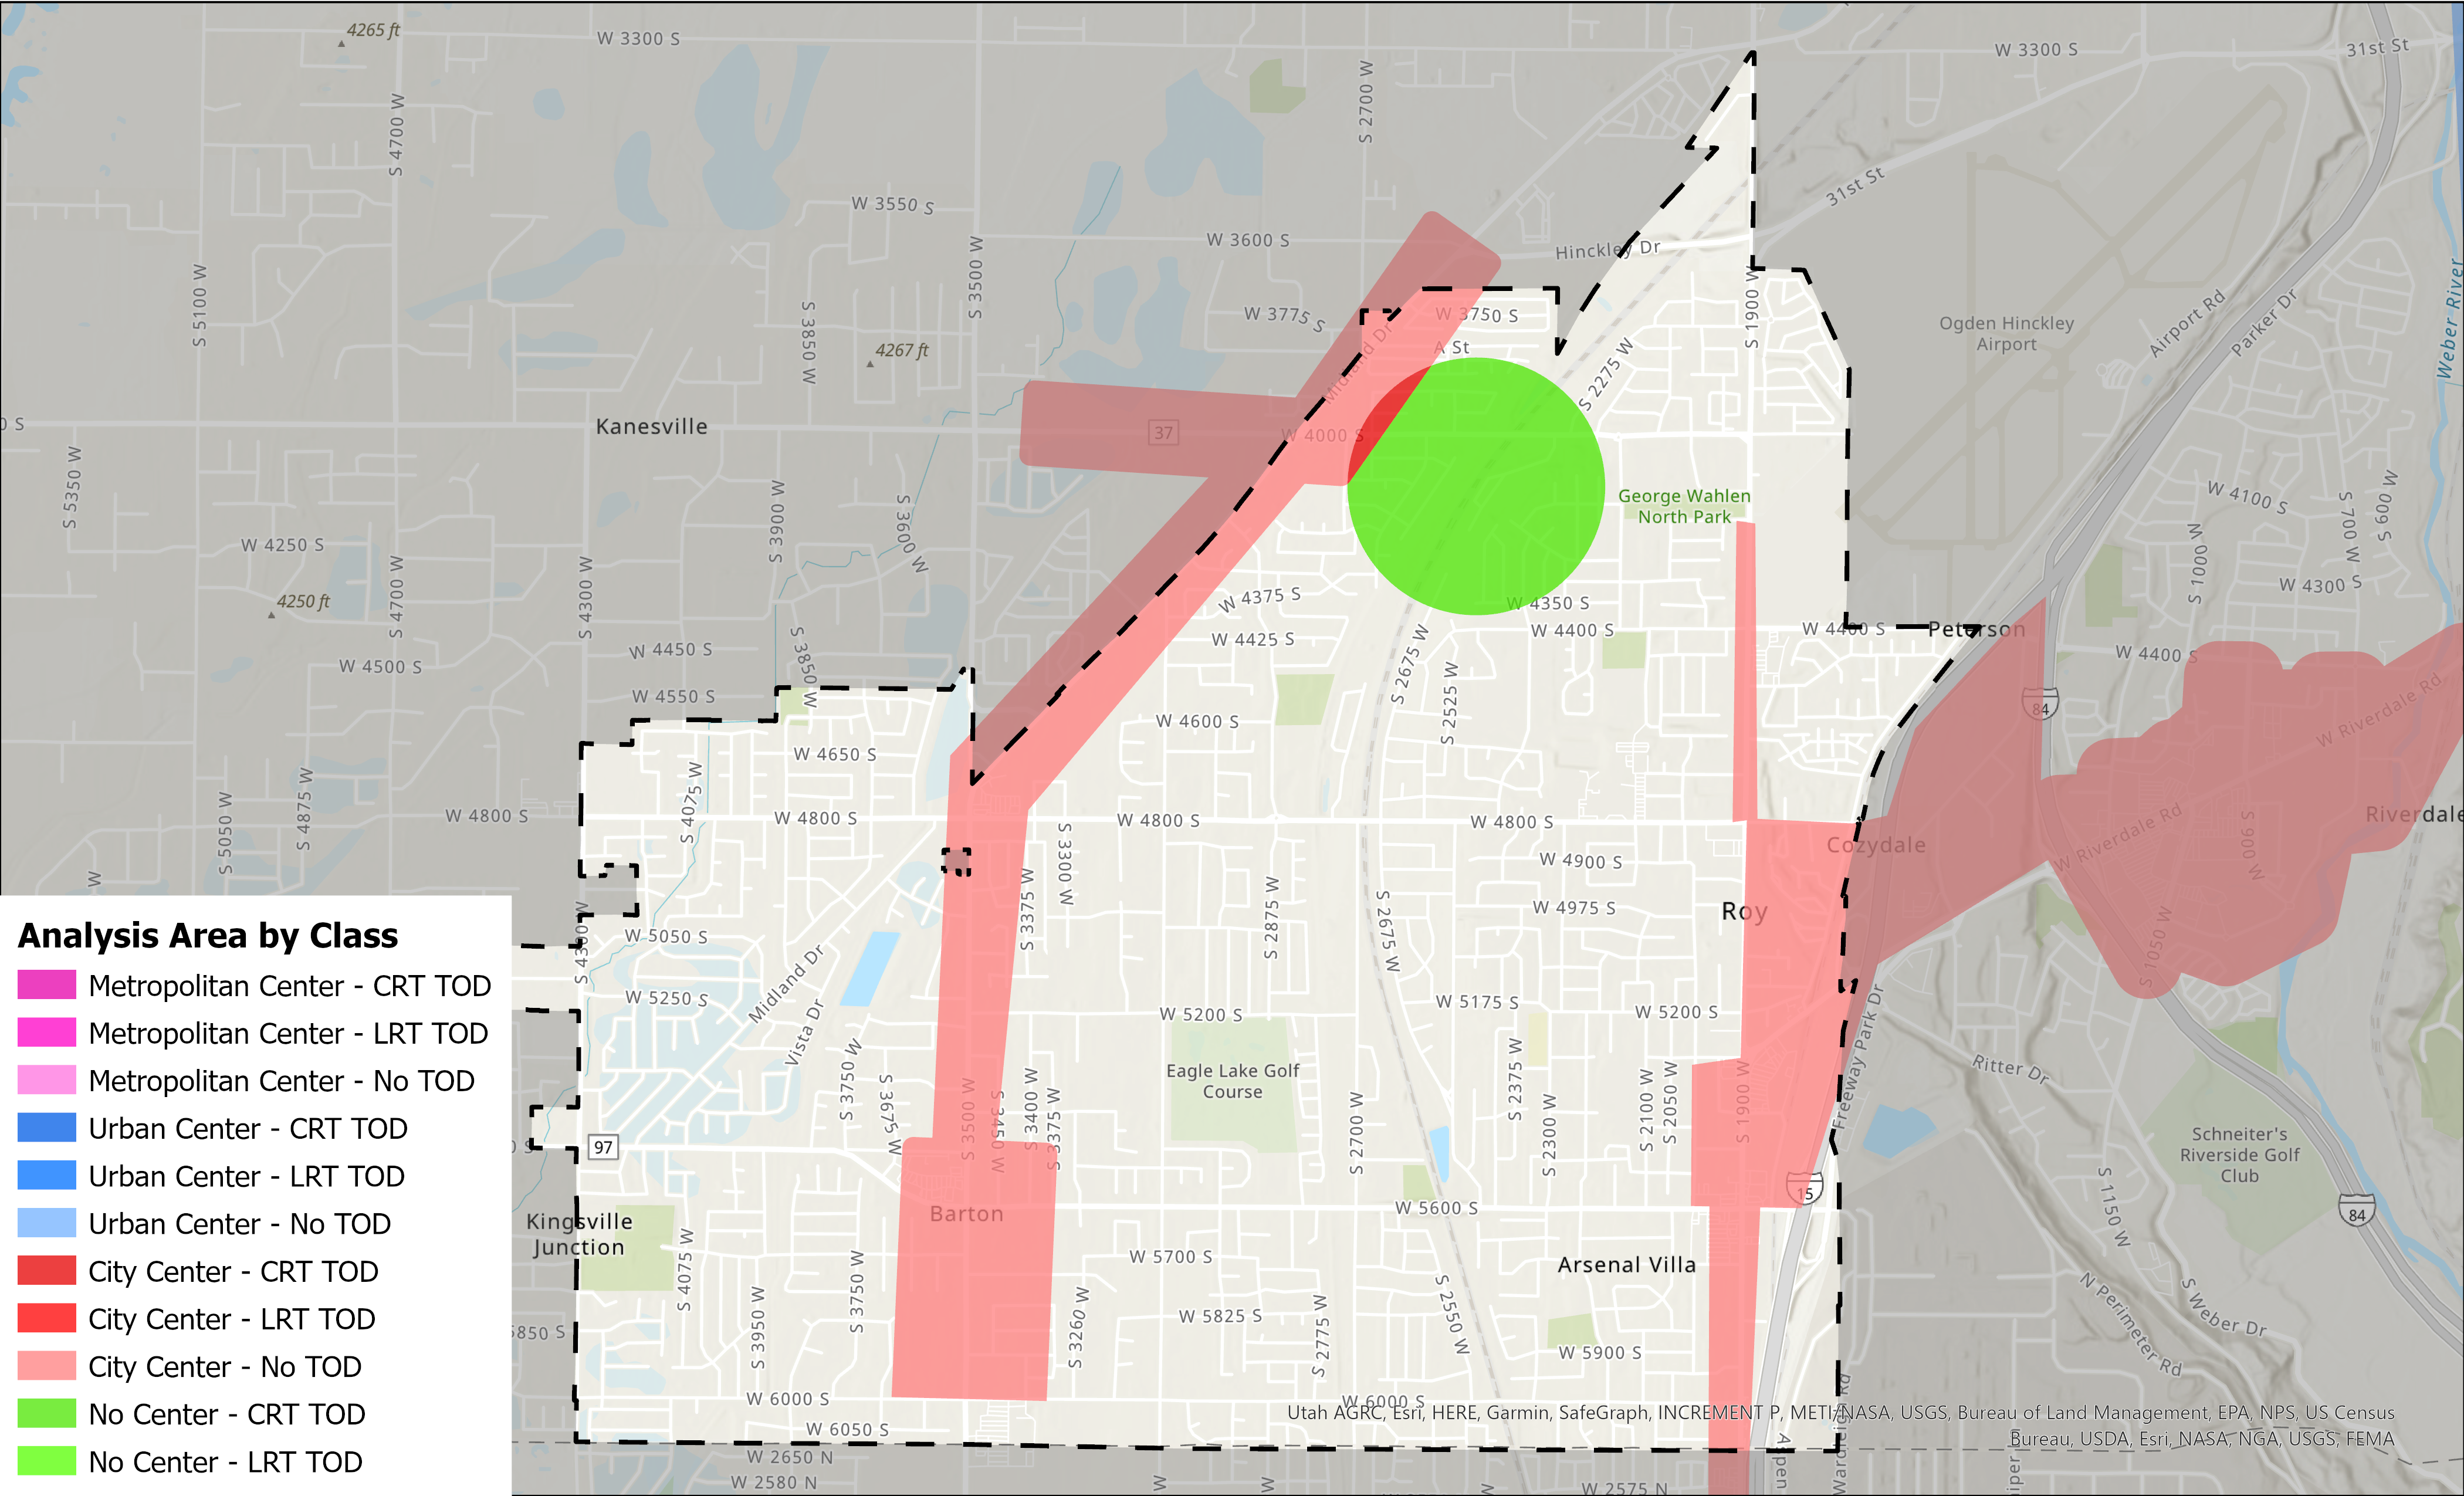 4265 ft
W 3300 S
W 3300 S
31st St
S 4700 W
S 2700 W
31st St
W 3550 S
W 3600 S
Hinckley Dr
S 5100 W
S 3500 W
S 3850 W
W 3775 S
W 3750 S
S 1900 W
Ogden Hinckley
Airport
Airport Rd
Parker Dr
Weber River
4267 ft
Midland Dr
A St
S 2275 W
Kanesville
37
W 4000 S
0 S
S 5350 W
S 3900 W
S 3600 W
George Wahlen
North Park
W 4100 S
S 700 W
S 600 W
W 4250 S
S 4700 W
S 4300 W
S 1000 W
4250 ft
W 4375 S
W 4350 S
W 4300 S
W 4425 S
W 4400 S
W 4400 S
Peterson
W 4400 S
W 4450 S
S 3850 W
W 4500 S
W 4550 S
S 2675 W
S 2525 W
84
W Riverdale Rd
W 4600 S
W 4650 S
S 4075 W
S 5050 W
S 4875 W
W 4800 S
W 4800 S
W 4800 S
W 4800 S
Riverdale
W Riverdale Rd
S 900 W
Cozydale
S 3300 W
W 4900 S
S 3375 W
S 2875 W
S 2675 W
W 4975 S
Roy
W
S 4300 W
W 5050 S
S 1050 W
Midland Dr
W 5250 S
W 5175 S
W 5200 S
W 5200 S
Vista Dr
Freeway Park Dr
S 3750 W
S 3675 W
S 3500 W
S 3450 W
S 3400 W
S 3375 W
Eagle Lake Golf
Course
S 2700 W
S 2375 W
S 2300 W
S 2100 W
S 2050 W
S 1900 W
Ritter Dr
0 S
97
Schneiter's
Riverside Golf
Club
S 1150 W
15
84
Kingsville
Junction
Barton
W 5600 S
S 4075 W
S 3950 W
S 3750 W
W 5700 S
Arsenal Villa
S 3260 W
W 5825 S
S 2775 W
S 2550 W
W 5900 S
N Perimeter Rd
S Weber Dr
5850 S
W 6000 S
W 6000 S
W 6050 S
Wardleigh Rd
Aspen
W 2650 N
W 2580 N
W
W
W
W 2575 N
iper
Analysis Area by Class
Metropolitan Center - CRT TOD
Metropolitan Center - LRT TOD
Metropolitan Center - No TOD
Urban Center - CRT TOD
Urban Center - LRT TOD
Urban Center - No TOD
City Center - CRT TOD
City Center - LRT TOD
City Center - No TOD
No Center - CRT TOD
No Center - LRT TOD
Utah AGRC, Esri, HERE, Garmin, SafeGraph, INCREMENT P, METI/NASA, USGS, Bureau of Land Management, EPA, NPS, US Census
Bureau, USDA, Esri, NASA, NGA, USGS, FEMA